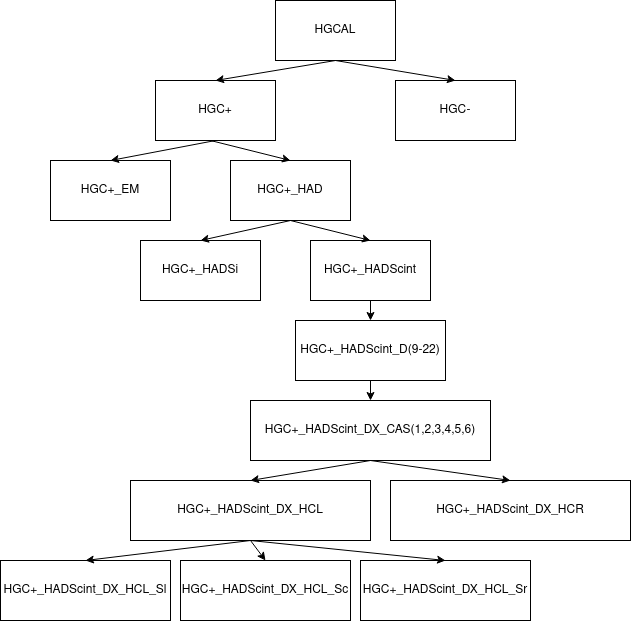 HGCAL
HGC+
HGC-
HGC+_EM
HGC+_HAD
HGC+_HADSi
HGC+_HADScint
HGC+_HADScint_D(9-22)
HGC+_HADScint_DX_CAS(1,2,3,4,5,6)
HGC+_HADScint_DX_HCL
HGC+_HADScint_DX_HCR
HGC+_HADScint_DX_HCL_Sl
HGC+_HADScint_DX_HCL_Sc
HGC+_HADScint_DX_HCL_Sr